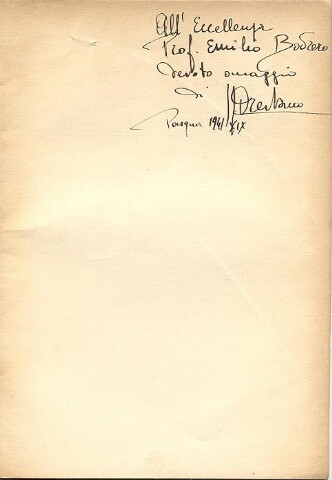 All' Eccellenza
Prof. Emilio Bodrero
devoto omaggio
di
Pasqua 1941 XIX